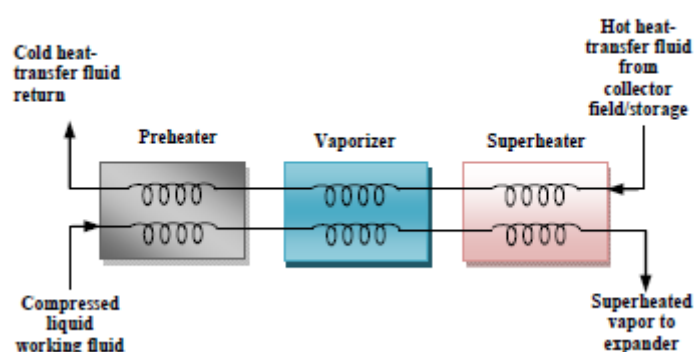 Cold heat-
transfer fluid
return
Hot heat-
transfer fluid
from
collector
field/storage
Preheater
Vaporizer
Superheater
Compressed
liquid
working fluid
Superheated
vapor to
expander